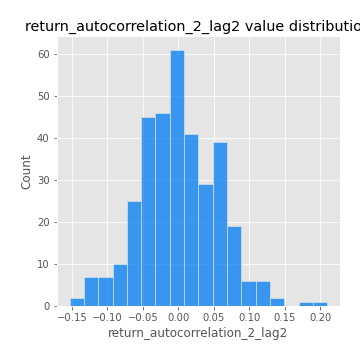 return_autocorrelation_2_lag2 value distributio
60
50
40
30
20
10
0
Count
−0.15 −0.10 −0.05 0.00 0.05 0.10 0.15 0.20
return_autocorrelation_2_lag2